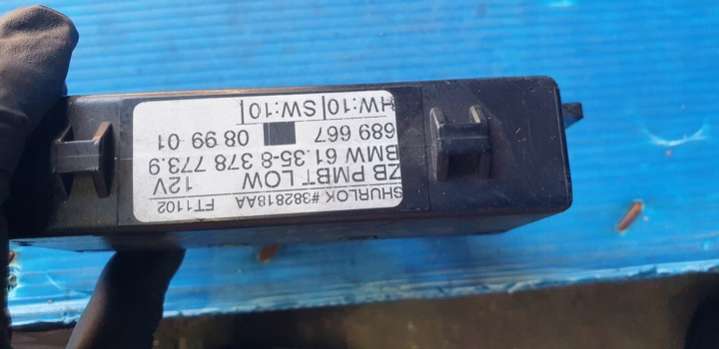 SHURLOK #382818AA FT1102
ZB PMBT LOW 12V
BMW 61.35-8 378 773.9
689 667 08 99 01
HW:10|SW:10|